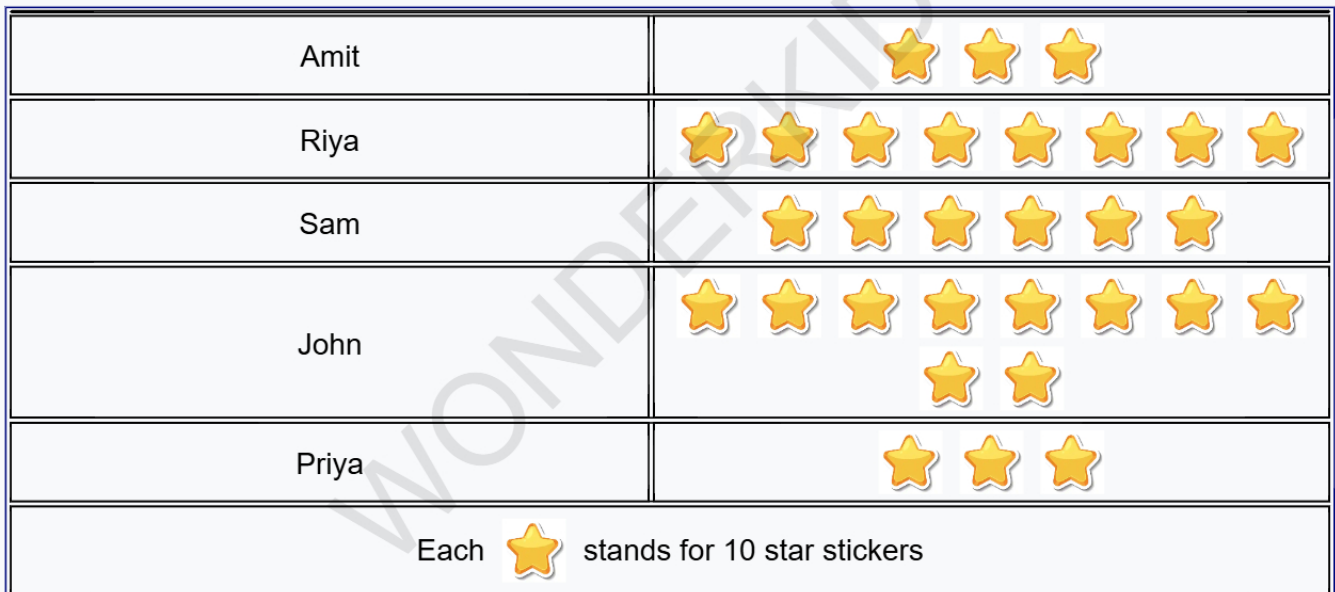 Amit
Riya
Sam
John
Priya
Each stands for 10 star stickers
WONDERKID